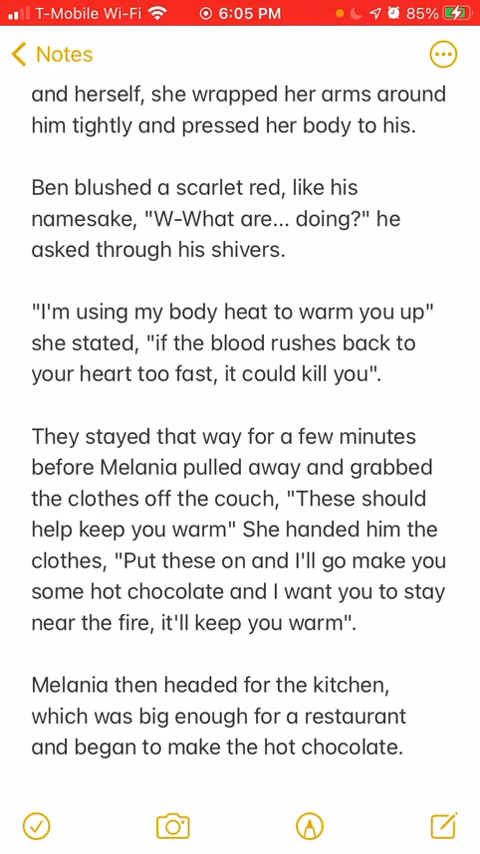 T-Mobile Wi-Fi 6:05 PM 85%
Notes
and herself, she wrapped her arms around
him tightly and pressed her body to his.
Ben blushed a scarlet red, like his
namesake, "W-What are... doing?" he
asked through his shivers.
"I'm using my body heat to warm you up"
she stated, "if the blood rushes back to
your heart too fast, it could kill you".
They stayed that way for a few minutes
before Melania pulled away and grabbed
the clothes off the couch, "These should
help keep you warm" She handed him the
clothes, "Put these on and I'll go make you
some hot chocolate and I want you to stay
near the fire, it'll keep you warm".
Melania then headed for the kitchen,
which was big enough for a restaurant
and began to make the hot chocolate.